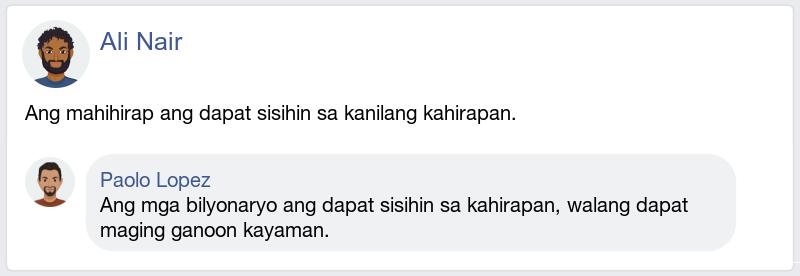 Ali Nair
Ang mahihirap ang dapat sisihin sa kanilang kahirapan.
Paolo Lopez
Ang mga bilyonaryo ang dapat sisihin sa kahirapan, walang dapat
maging ganoon kayaman.